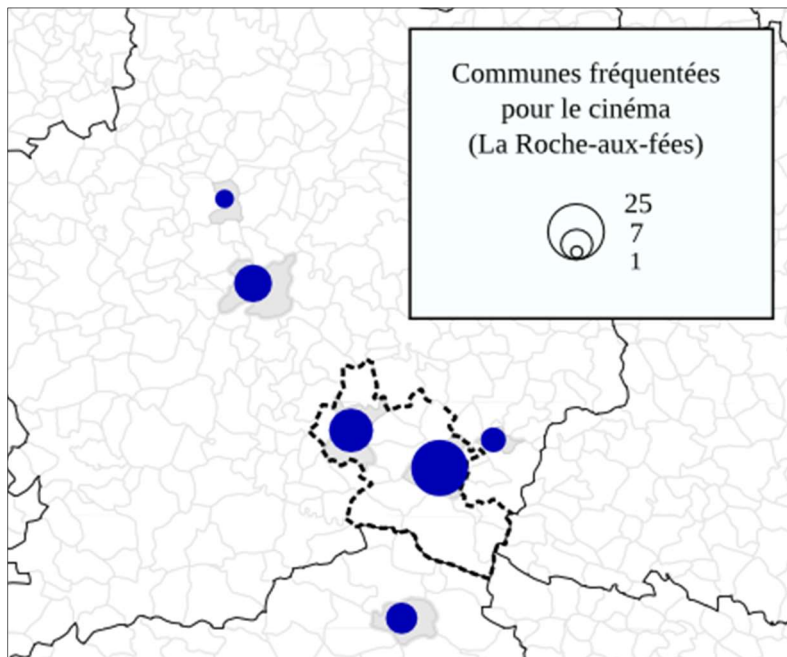 Communes fréquentées
pour le cinéma
(La Roche-aux-fées)
25
7
1